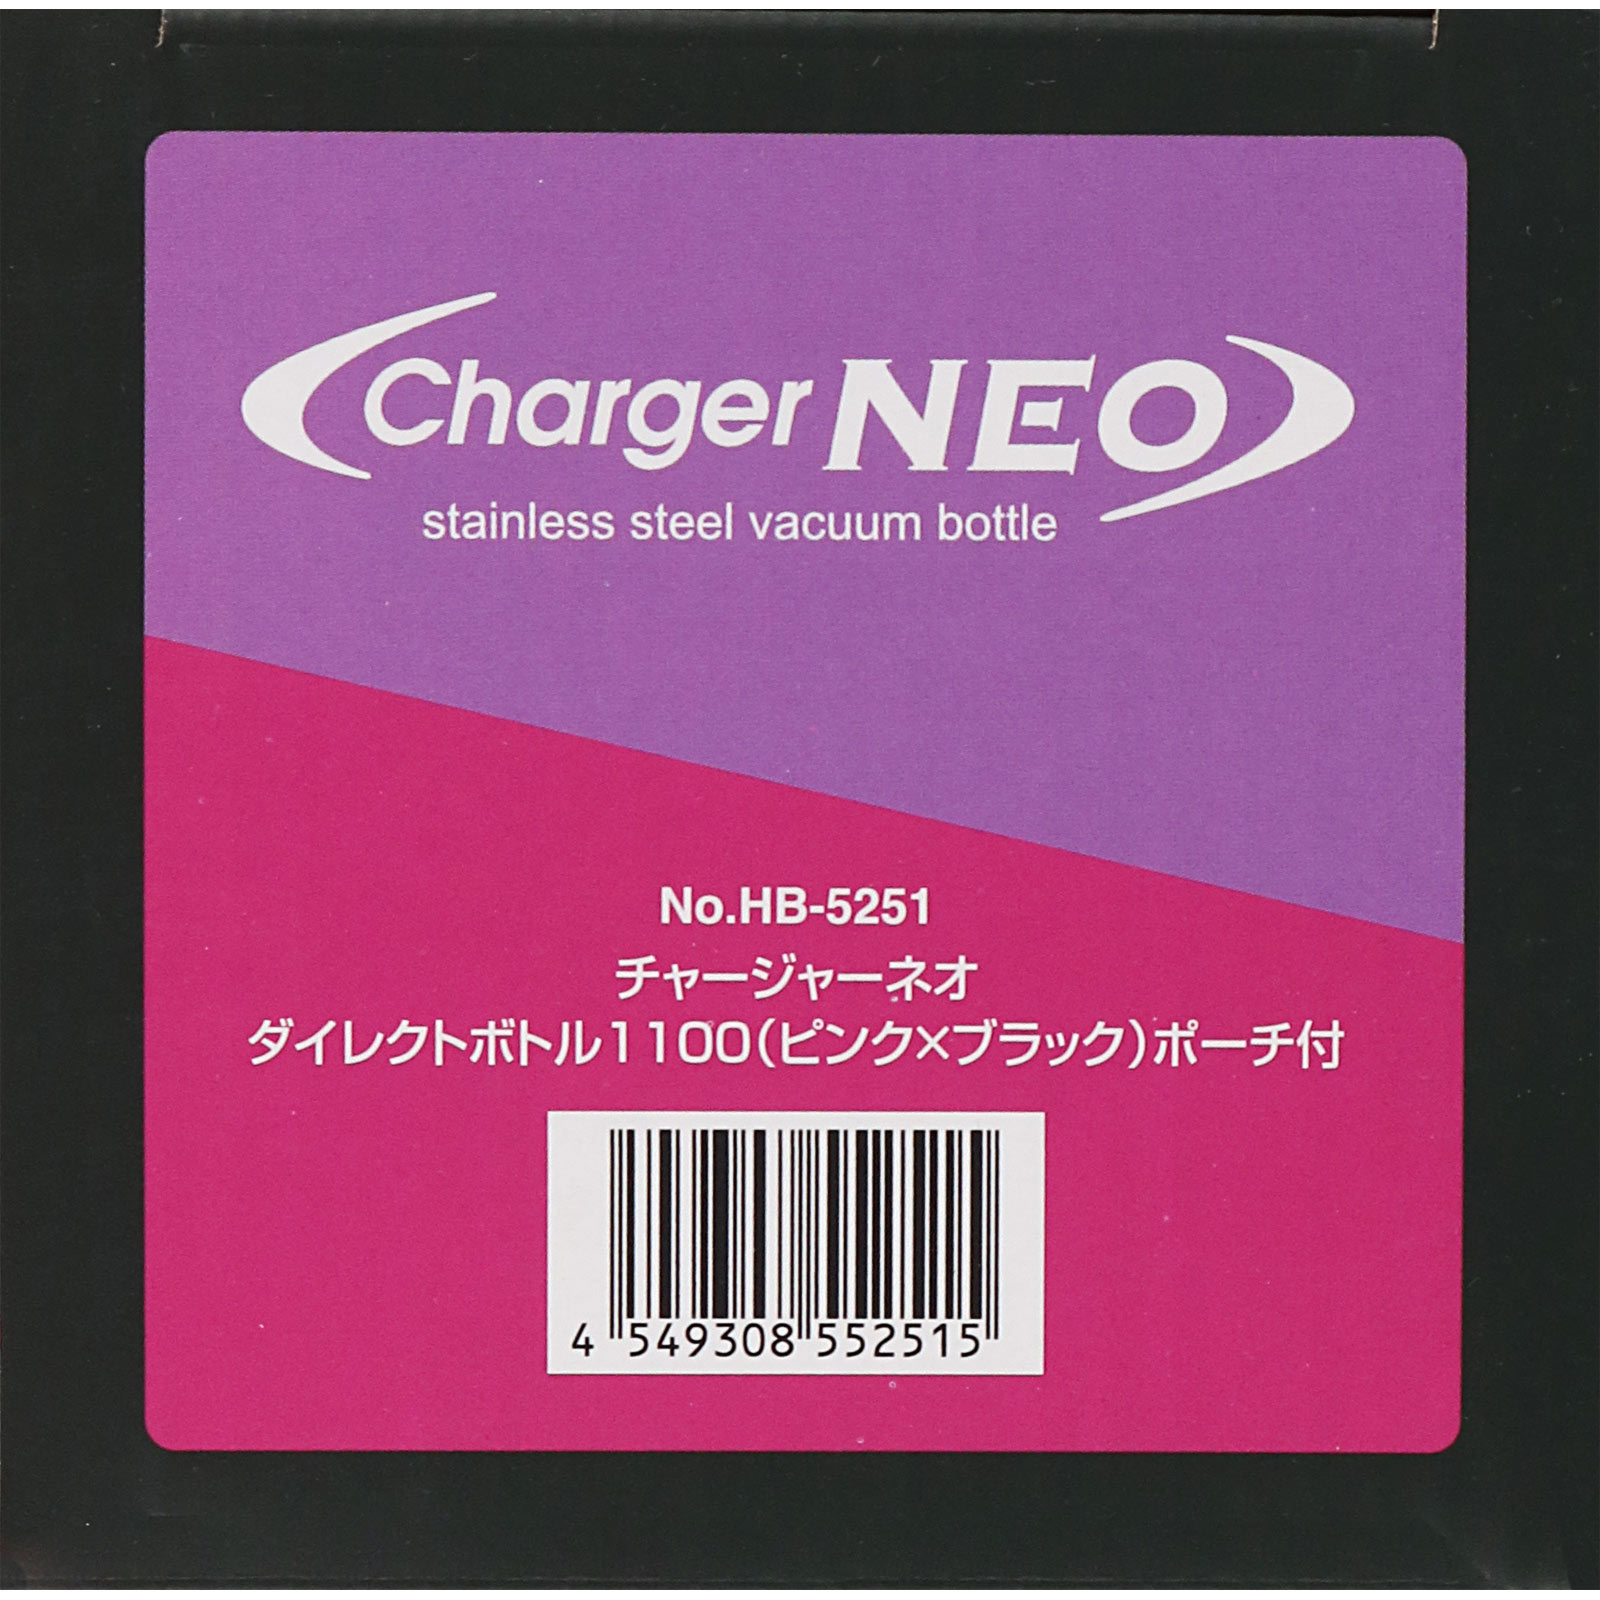 Charger NEO
stainless steel vacuum bottle
No.HB-5251
チャージャーネオ
ダイレクトボトル1100(ピンク×ブラック)ポーチ付
4 549308 552515